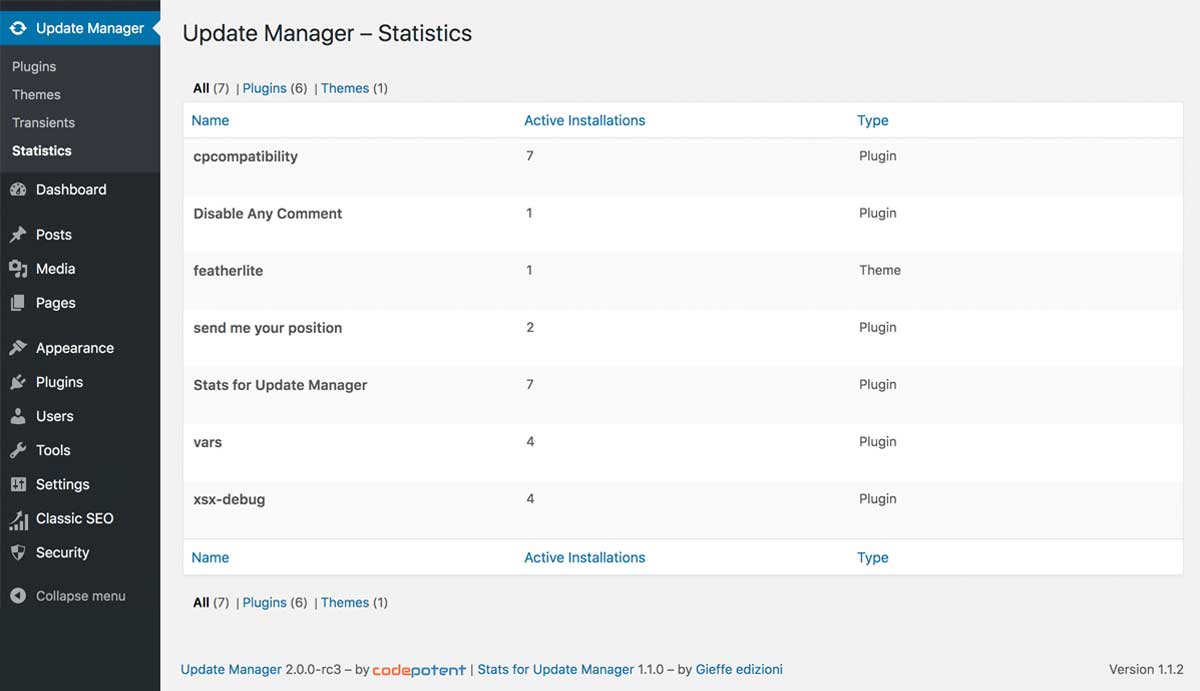 Update Manager
Plugins
Themes
Transients
Statistics
Dashboard
Posts
Media
Pages
Appearance
Plugins
Users
Tools
Settings
Classic SEO
Security
Collapse menu
Update Manager – Statistics
All (7) | Plugins (6) | Themes (1)
Name Active Installations Type
cpcompatibility 7 Plugin
Disable Any Comment 1 Plugin
featherlite 1 Theme
send me your position 2 Plugin
Stats for Update Manager 7 Plugin
vars 4 Plugin
xsx-debug 4 Plugin
Name Active Installations Type
All (7) | Plugins (6) | Themes (1)
Update Manager 2.0.0-rc3 – by codepotent | Stats for Update Manager 1.1.0 – by Gieffe edizioni Version 1.1.2